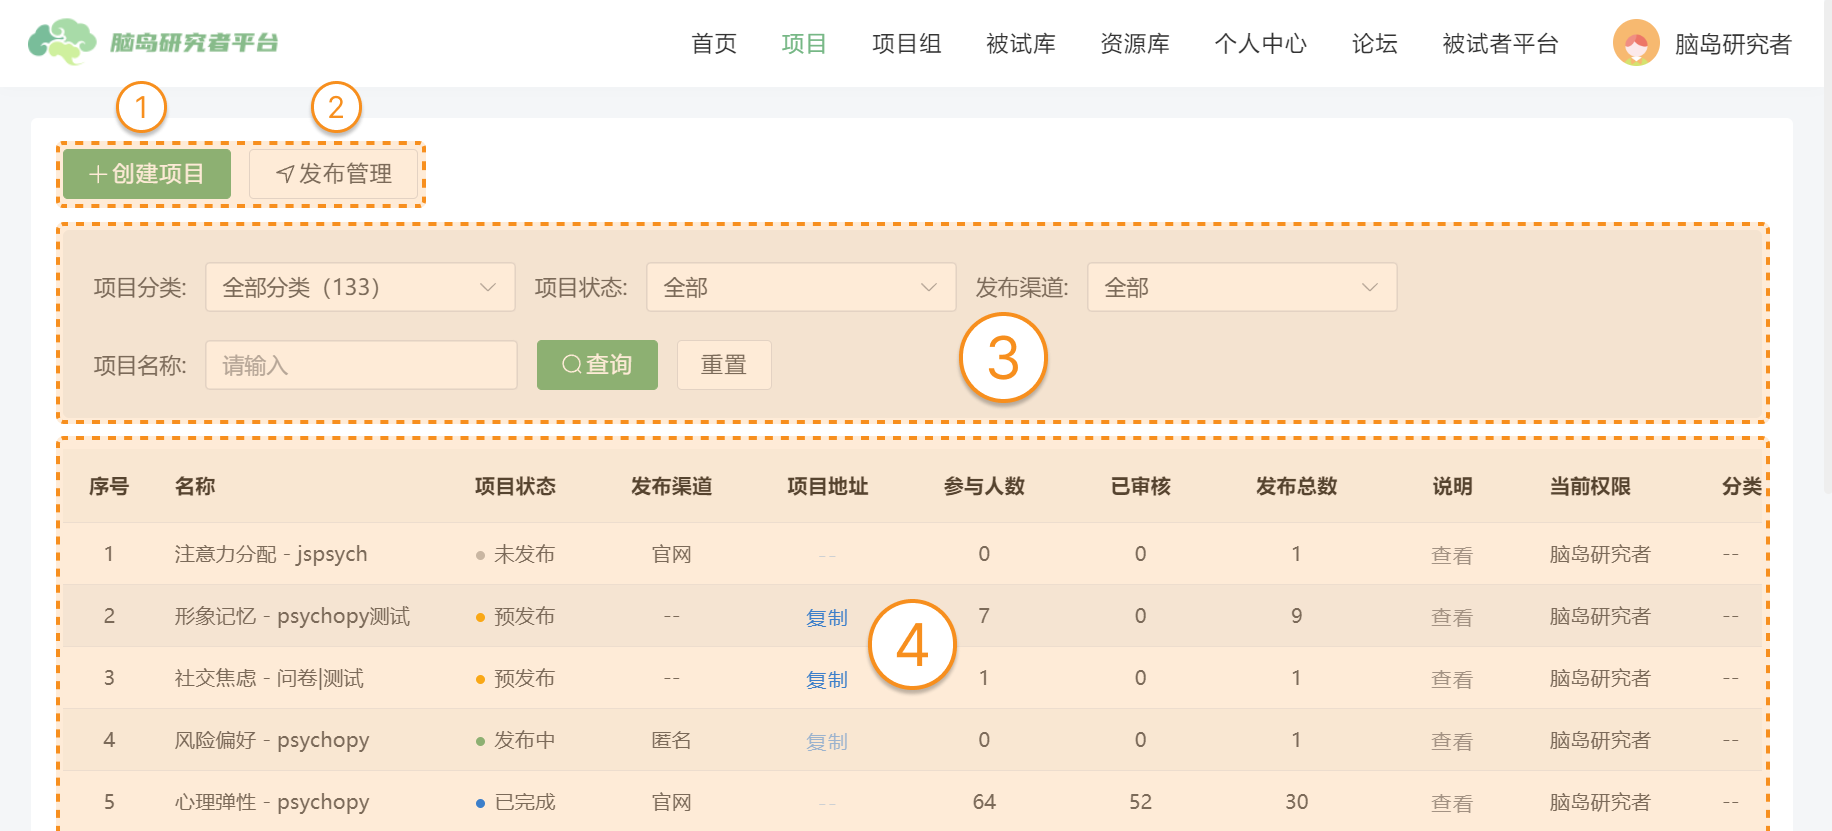 脑岛研究者平台 首页 项目 项目组 被试库 资源库 个人中心 论坛 被试者平台 脑岛研究者
1 2
创建项目 发布管理
项目分类: 全部分类（133） 项目状态: 全部 发布渠道: 全部
3
项目名称: 请输入 查询 重置
序号 名称 项目状态 发布渠道 项目地址 参与人数 已审核 发布总数 说明 当前权限 分类
1 注意力分配 - jspsych 未发布 官网 -- 0 0 1 查看 脑岛研究者 --
2 形象记忆 - psychopy测试 预发布 -- 复制 7 0 9 查看 脑岛研究者 --
4
3 社交焦虑 - 问卷|测试 预发布 -- 复制 1 0 1 查看 脑岛研究者 --
4 风险偏好 - psychopy 发布中 匿名 复制 0 0 1 查看 脑岛研究者 --
5 心理弹性 - psychopy 已完成 官网 -- 64 52 30 查看 脑岛研究者 --